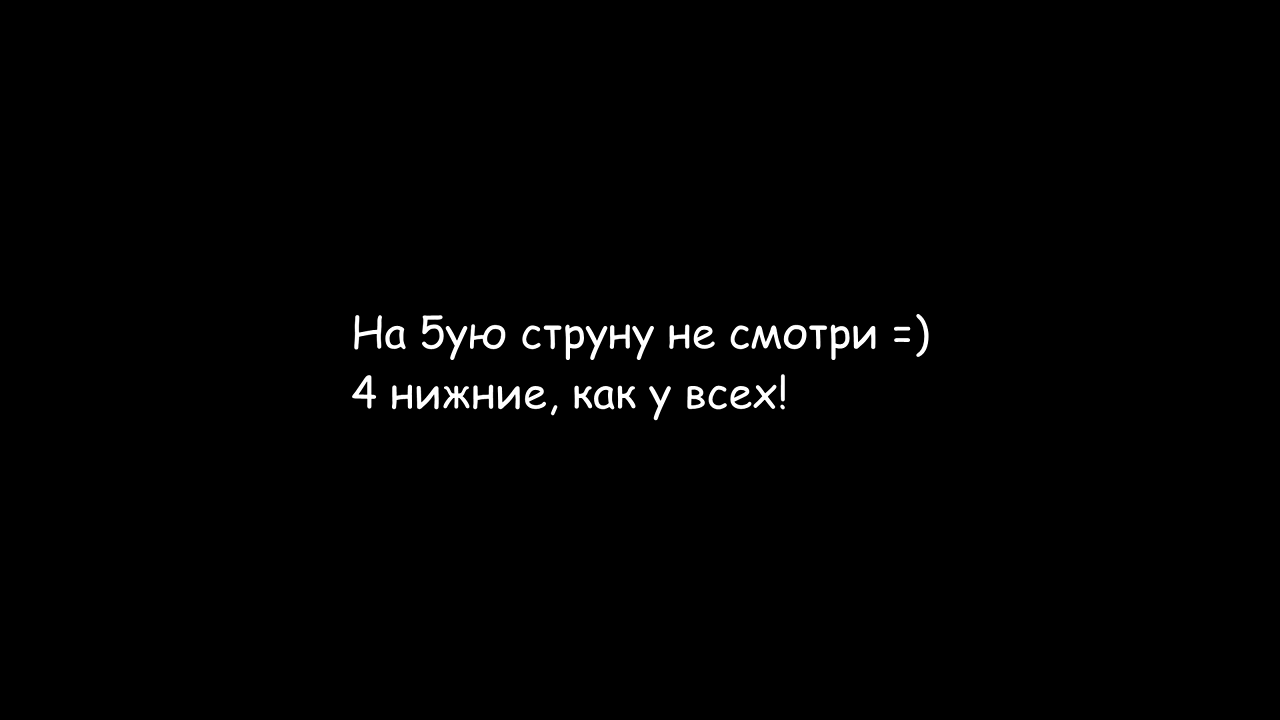 На 5ую струну не смотри =)
4 нижние, как у всех!